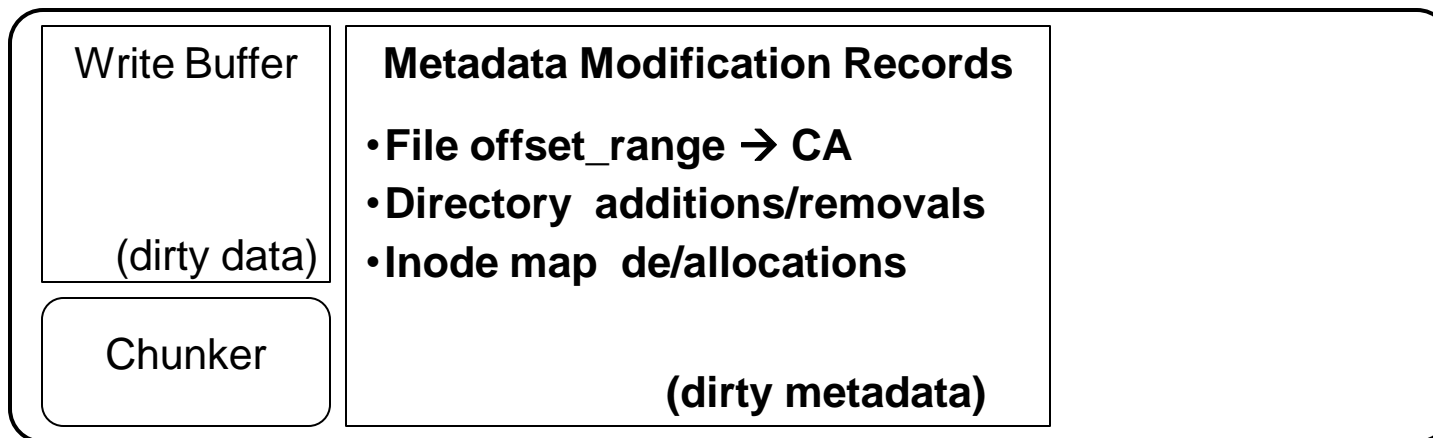 Write Buffer
(dirty data)
Chunker
Metadata Modification Records
•File offset_range → CA
•Directory additions/removals
•Inode map de/allocations
(dirty metadata)